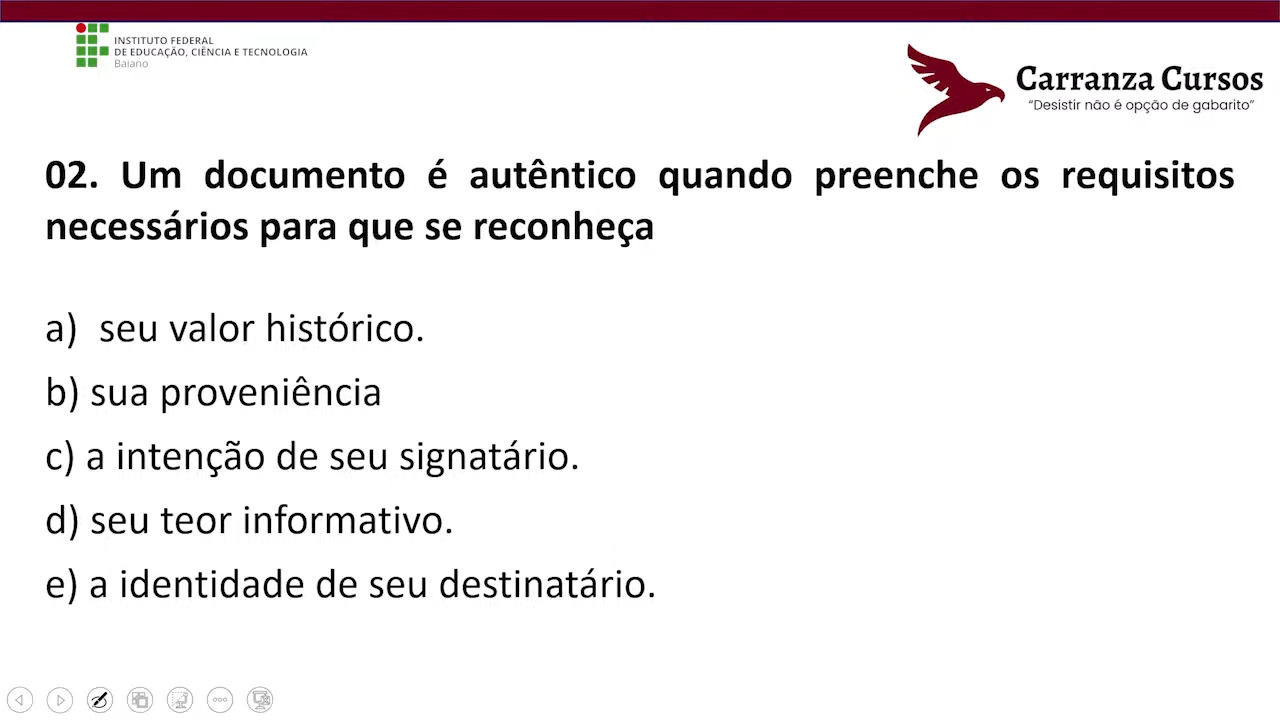 INSTITUTO FEDERAL
DE EDUCAÇÃO, CIÊNCIA E TECNOLOGIA
Baiano
Carranza Cursos
“Desistir não é opção de gabarito”
02. Um documento é autêntico quando preenche os requisitos
necessários para que se reconheça
a) seu valor histórico.
b) sua proveniência
c) a intenção de seu signatário.
d) seu teor informativo.
e) a identidade de seu destinatário.